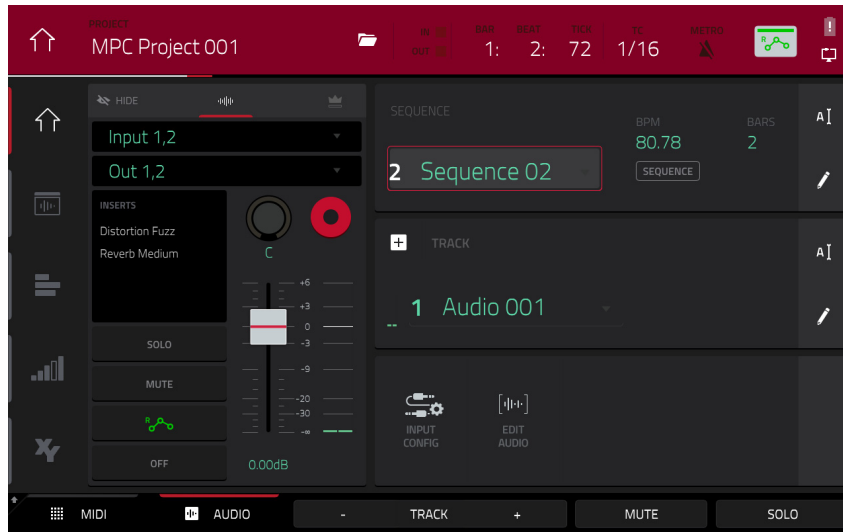 PROJECT
MPC Project 001
IN
OUT
BAR BEAT TICK TC METRO
1: 2: 72 1/16
R
HIDE
Input 1,2
Out 1,2
INSERTS
Distortion Fuzz
Reverb Medium
C
+6
+3
0
-3
-9
-20
-30
-∞
SOLO
MUTE
R
OFF
0.00dB
SEQUENCE
2 Sequence 02
BPM
80.78
SEQUENCE
BARS
2
A
TRACK
1 Audio 001
--
A
INPUT
CONFIG
EDIT
AUDIO
XY
MIDI AUDIO - TRACK + MUTE SOLO